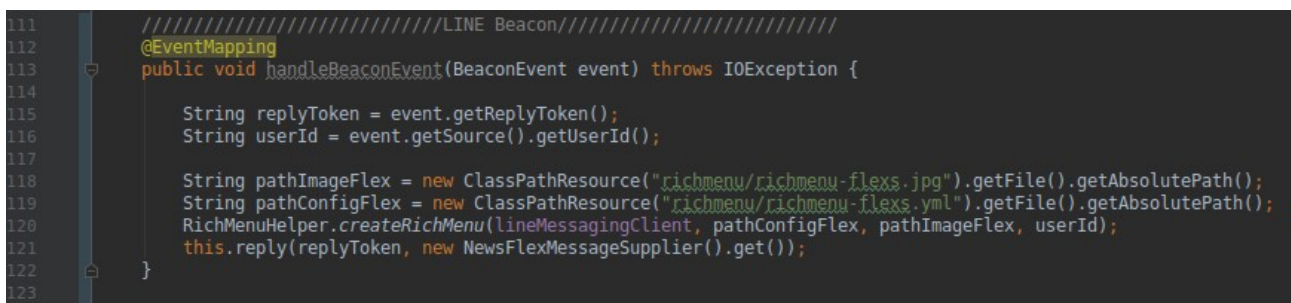 111 /////////////////////////////LINE Beacon///////////////////////////
112 @EventMapping
113 public void handleBeaconEvent(BeaconEvent event) throws IOException {
114
115 String replyToken = event.getReplyToken();
116 String userId = event.getSource().getUserId();
117
118 String pathImageFlex = new ClassPathResource("richmenu/richmenu-flexs.jpg").getFile().getAbsolutePath();
119 String pathConfigFlex = new ClassPathResource("richmenu/richmenu-flexs.yml").getFile().getAbsolutePath();
120 RichMenuHelper.createRichMenu(lineMessagingClient, pathConfigFlex, pathImageFlex, userId);
121 this.reply(replyToken, new NewsFlexMessageSupplier().get());
122 }
123